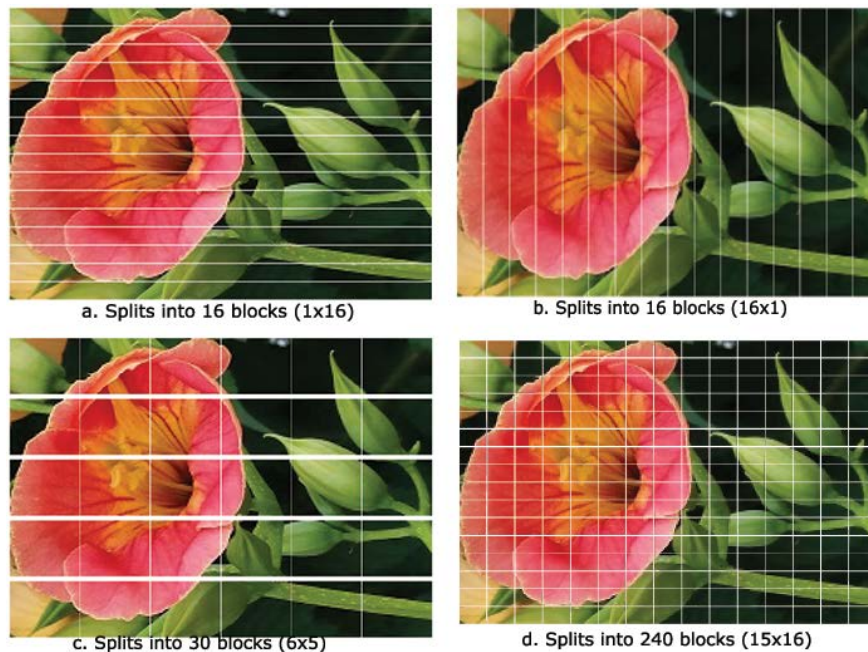 a. Splits into 16 blocks (1x16)
b. Splits into 16 blocks (16x1)
c. Splits into 30 blocks (6x5)
d. Splits into 240 blocks (15x16)